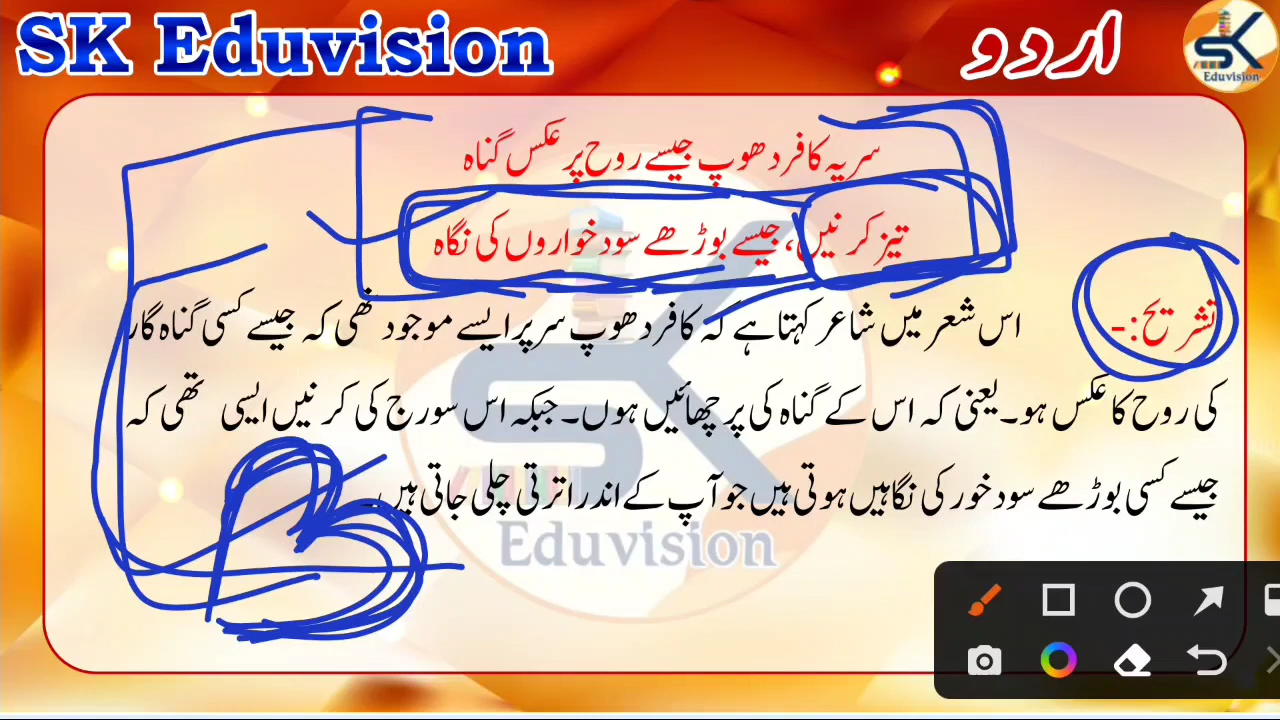 SK Eduvision
اردو
SK
Eduvision
سر یہ کافر دھوپ جیسے روح پر عکس گناہ
تیز کرنیں، جیسے بوڑھے سود خواروں کی نگاہ
تشریح:- اس شعر میں شاعر کہتا ہے کہ کافر دھوپ سر پر ایسے موجود تھی کہ جیسے کسی گناہ گار
کی روح کا عکس ہو۔ یعنی کہ اس کے گناہ کی پرچھائیں ہوں۔ جبکہ اس سورج کی کرنیں ایسی تھی کہ
جیسے کسی بوڑھے سود خور کی نگاہیں ہوتی ہیں جو آپ کے اندر اترتی چلی جاتی ہیں۔
Eduvision
B